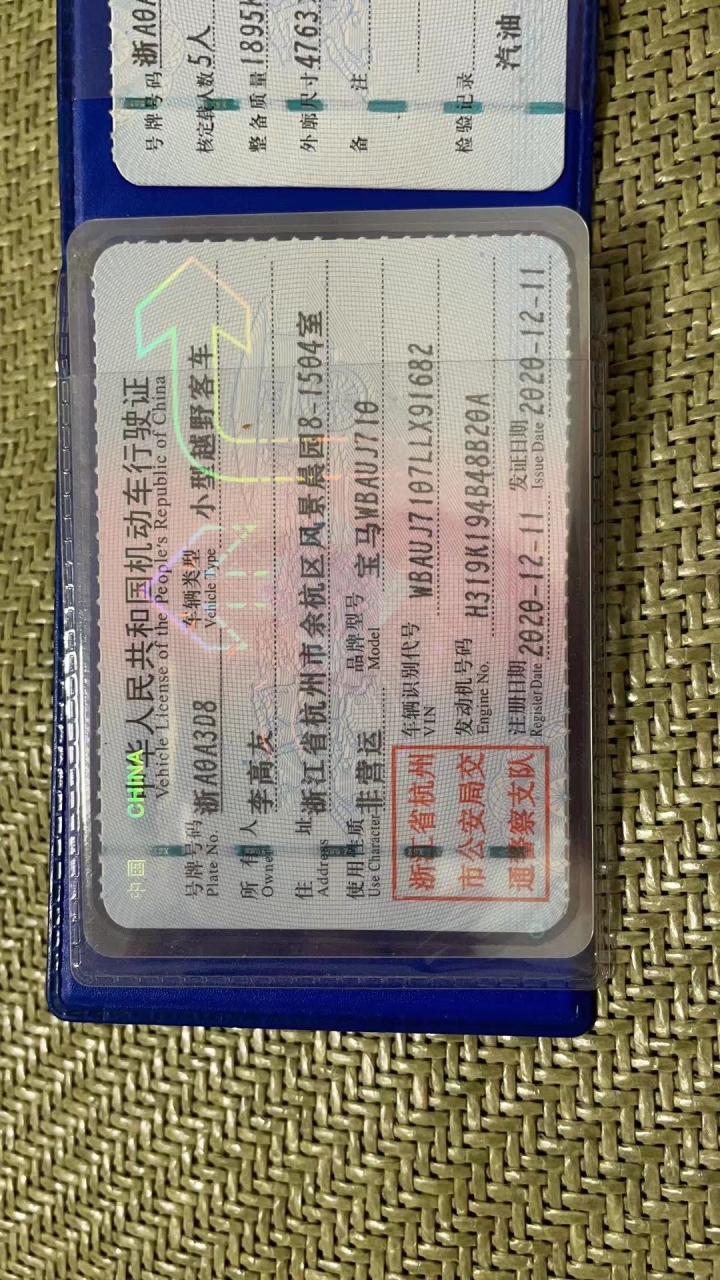 中国 CHINA
中华人民共和国机动车行驶证
Vehicle License of the People's Republic of China
号牌号码 浙A0A3D8 车辆类型 小型越野客车
Plate No. Vehicle Type
所有人 李高友
Owner
住址 浙江省杭州市余杭区风景晨园8-1504室
Address
使用性质 非营运 品牌型号 宝马WBAUJ710
Use Character Model
浙江省杭州
市公安局交
通警察支队
车辆识别代号 WBAUJ7107LLX91682
VIN
发动机号码 H319K194B48B20A
Engine No.
注册日期 2020-12-11 发证日期 2020-12-11
Register Date Issue Date
号牌号码 浙A0A
核定载人数 5人
整备质量 1895
外廓尺寸 4763
备注
检验记录
汽油